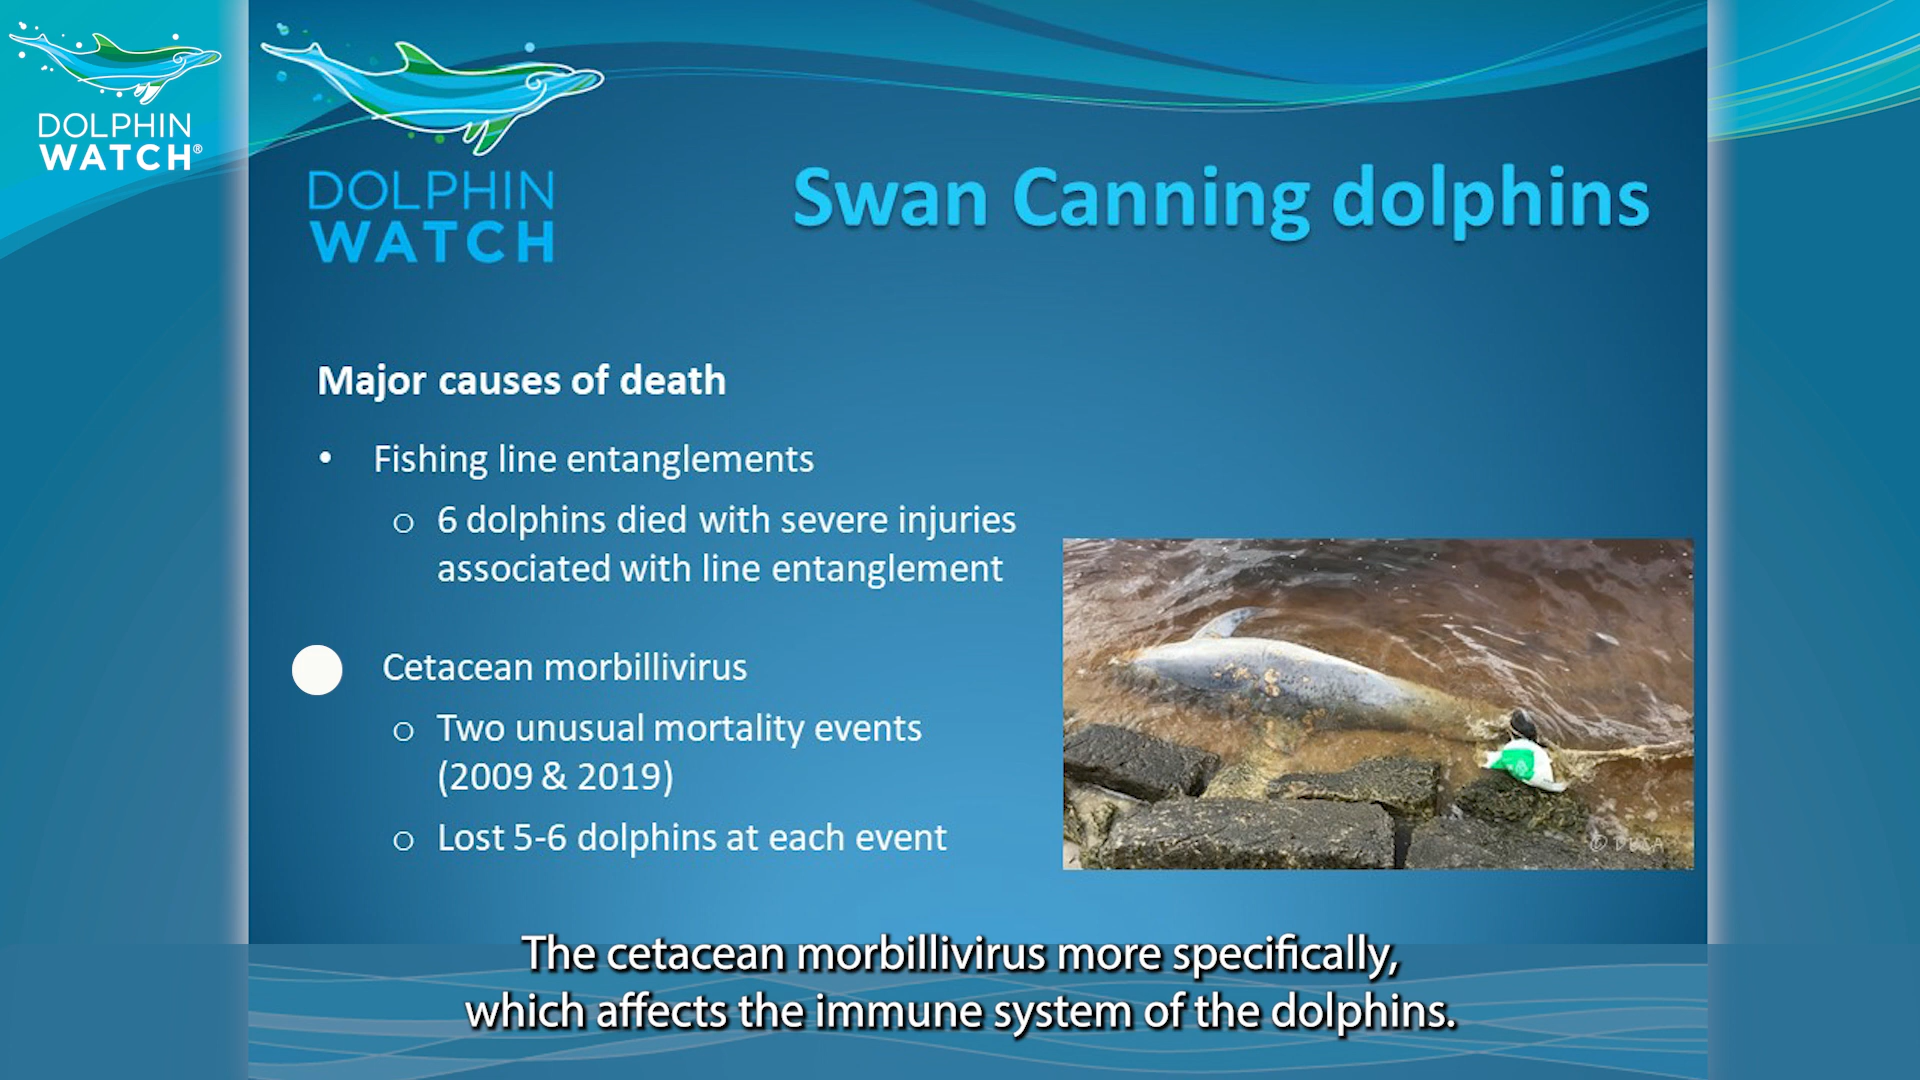 DOLPHIN
WATCH®
DOLPHIN
WATCH
Swan Canning dolphins
Major causes of death
• Fishing line entanglements
o 6 dolphins died with severe injuries
associated with line entanglement
Cetacean morbillivirus
o Two unusual mortality events
(2009 & 2019)
o Lost 5-6 dolphins at each event
© DBCA
The cetacean morbillivirus more specifically,
which affects the immune system of the dolphins.